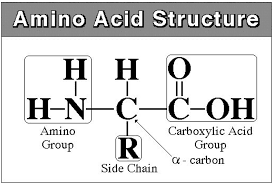 Amino Acid Structure
H H O
H-N-C-C-OH
Amino Group
Carboxylic Acid Group
R
α - carbon
Side Chain